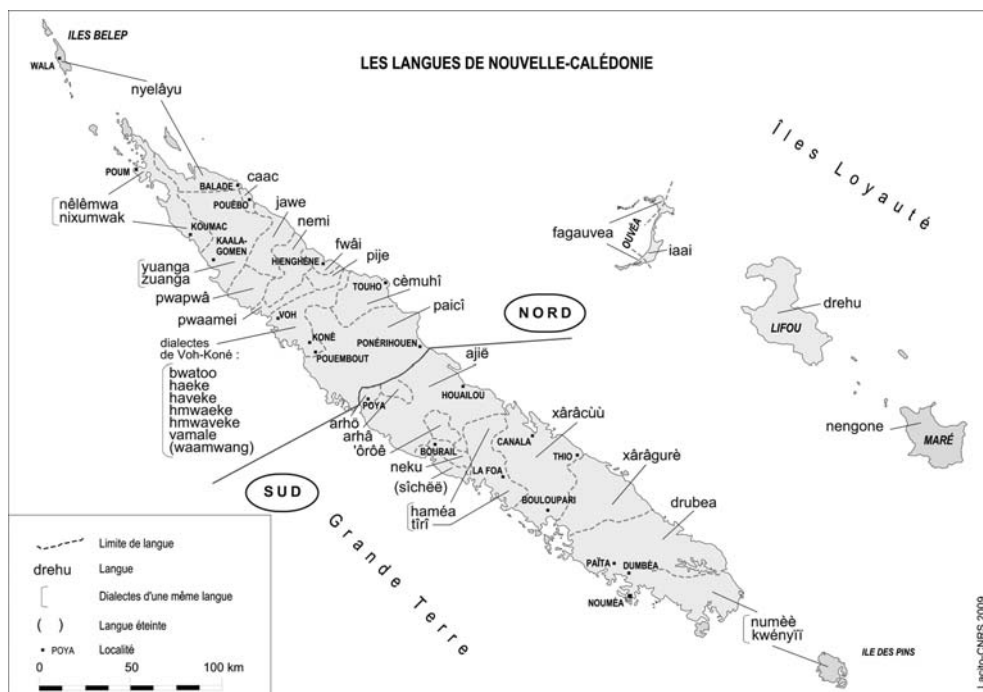 ILES BELEP
WALA
LES LANGUES DE NOUVELLE-CALÉDONIE
nyelâyu
Îles Loyauté
POUM
BALADE
caac
POUÉBO
jawe
nêlêmwa
nixumwak
nemi
KOUMAC
fwâi
KAALA-
GOMEN
HIENGHÈNE
pije
fagauvea
OUVÉA
iaai
yuanga
zuanga
TOUHO
cèmuhî
pwapwâ
paicî
drehu
pwaamei
VOH
NORD
LIFOU
dialectes
de Voh-Koné :
KONÉ
PONÉRIHOUEN
POUEMBOUT
ajië
bwatoo
haeke
haveke
hmwaeke
hmwaveke
vamale
(waamwang)
HOUAÏLOU
POYA
arhö
arhâ
'ôrôê
xârâcùù
nengone
MARÉ
CANALA
BOURAIL
THIO
neku
LA FOA
xârâgurè
(sîchëë)
SUD
BOULOUPARI
haméa
tîrî
drubea
Grande Terre
PAÏTA
DUMBÉA
NOUMÉA
numèè
kwényïï
ILE DES PINS
Limite de langue
drehu Langue
[ Dialectes d'une même langue
( ) Langue éteinte
POYA Localité
0 50 100 km
Lacito-CNRS 2009